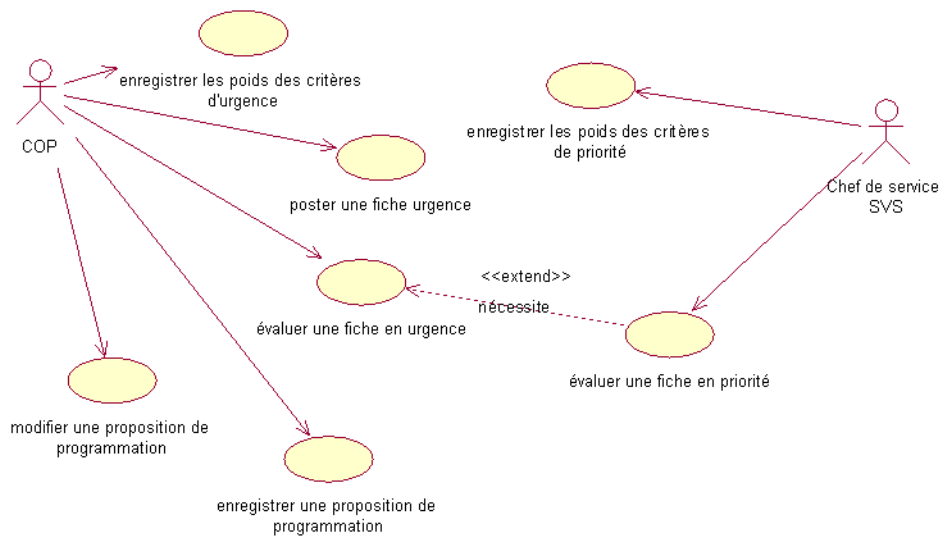 enregistrer les poids des critères
d'urgence
COP
enregistrer les poids des critères
de priorité
Chef de service
SVS
poster une fiche urgence
<<extend>>
nécessite
évaluer une fiche en urgence
évaluer une fiche en priorité
modifier une proposition de
programmation
enregistrer une proposition de
programmation